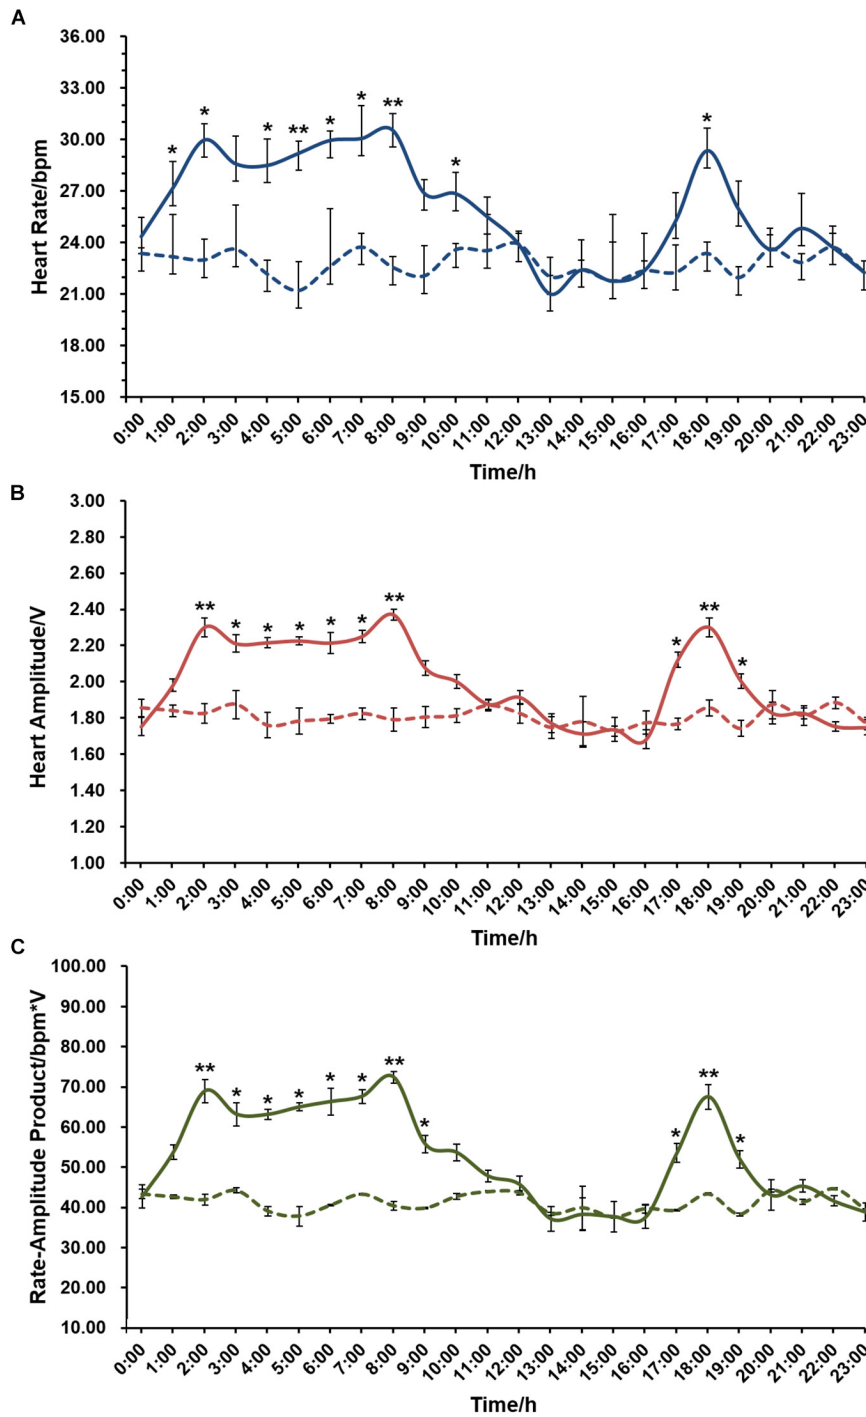 A
36.00
33.00
30.00
27.00
24.00
21.00
18.00
15.00
Heart Rate/bpm
* * * ** * * ** * *
0:00 1:00 2:00 3:00 4:00 5:00 6:00 7:00 8:00 9:00 10:00 11:00 12:00 13:00 14:00 15:00 16:00 17:00 18:00 19:00 20:00 21:00 22:00 23:00
Time/h
B
3.00
2.80
2.60
2.40
2.20
2.00
1.80
1.60
1.40
1.20
1.00
Heart Amplitude/V
** * * * * * ** * ** *
0:00 1:00 2:00 3:00 4:00 5:00 6:00 7:00 8:00 9:00 10:00 11:00 12:00 13:00 14:00 15:00 16:00 17:00 18:00 19:00 20:00 21:00 22:00 23:00
Time/h
C
100.00
90.00
80.00
70.00
60.00
50.00
40.00
30.00
20.00
10.00
Rate-Amplitude Product/bpm*V
** * * * * * ** * * ** *
0:00 1:00 2:00 3:00 4:00 5:00 6:00 7:00 8:00 9:00 10:00 11:00 12:00 13:00 14:00 15:00 16:00 17:00 18:00 19:00 20:00 21:00 22:00 23:00
Time/h